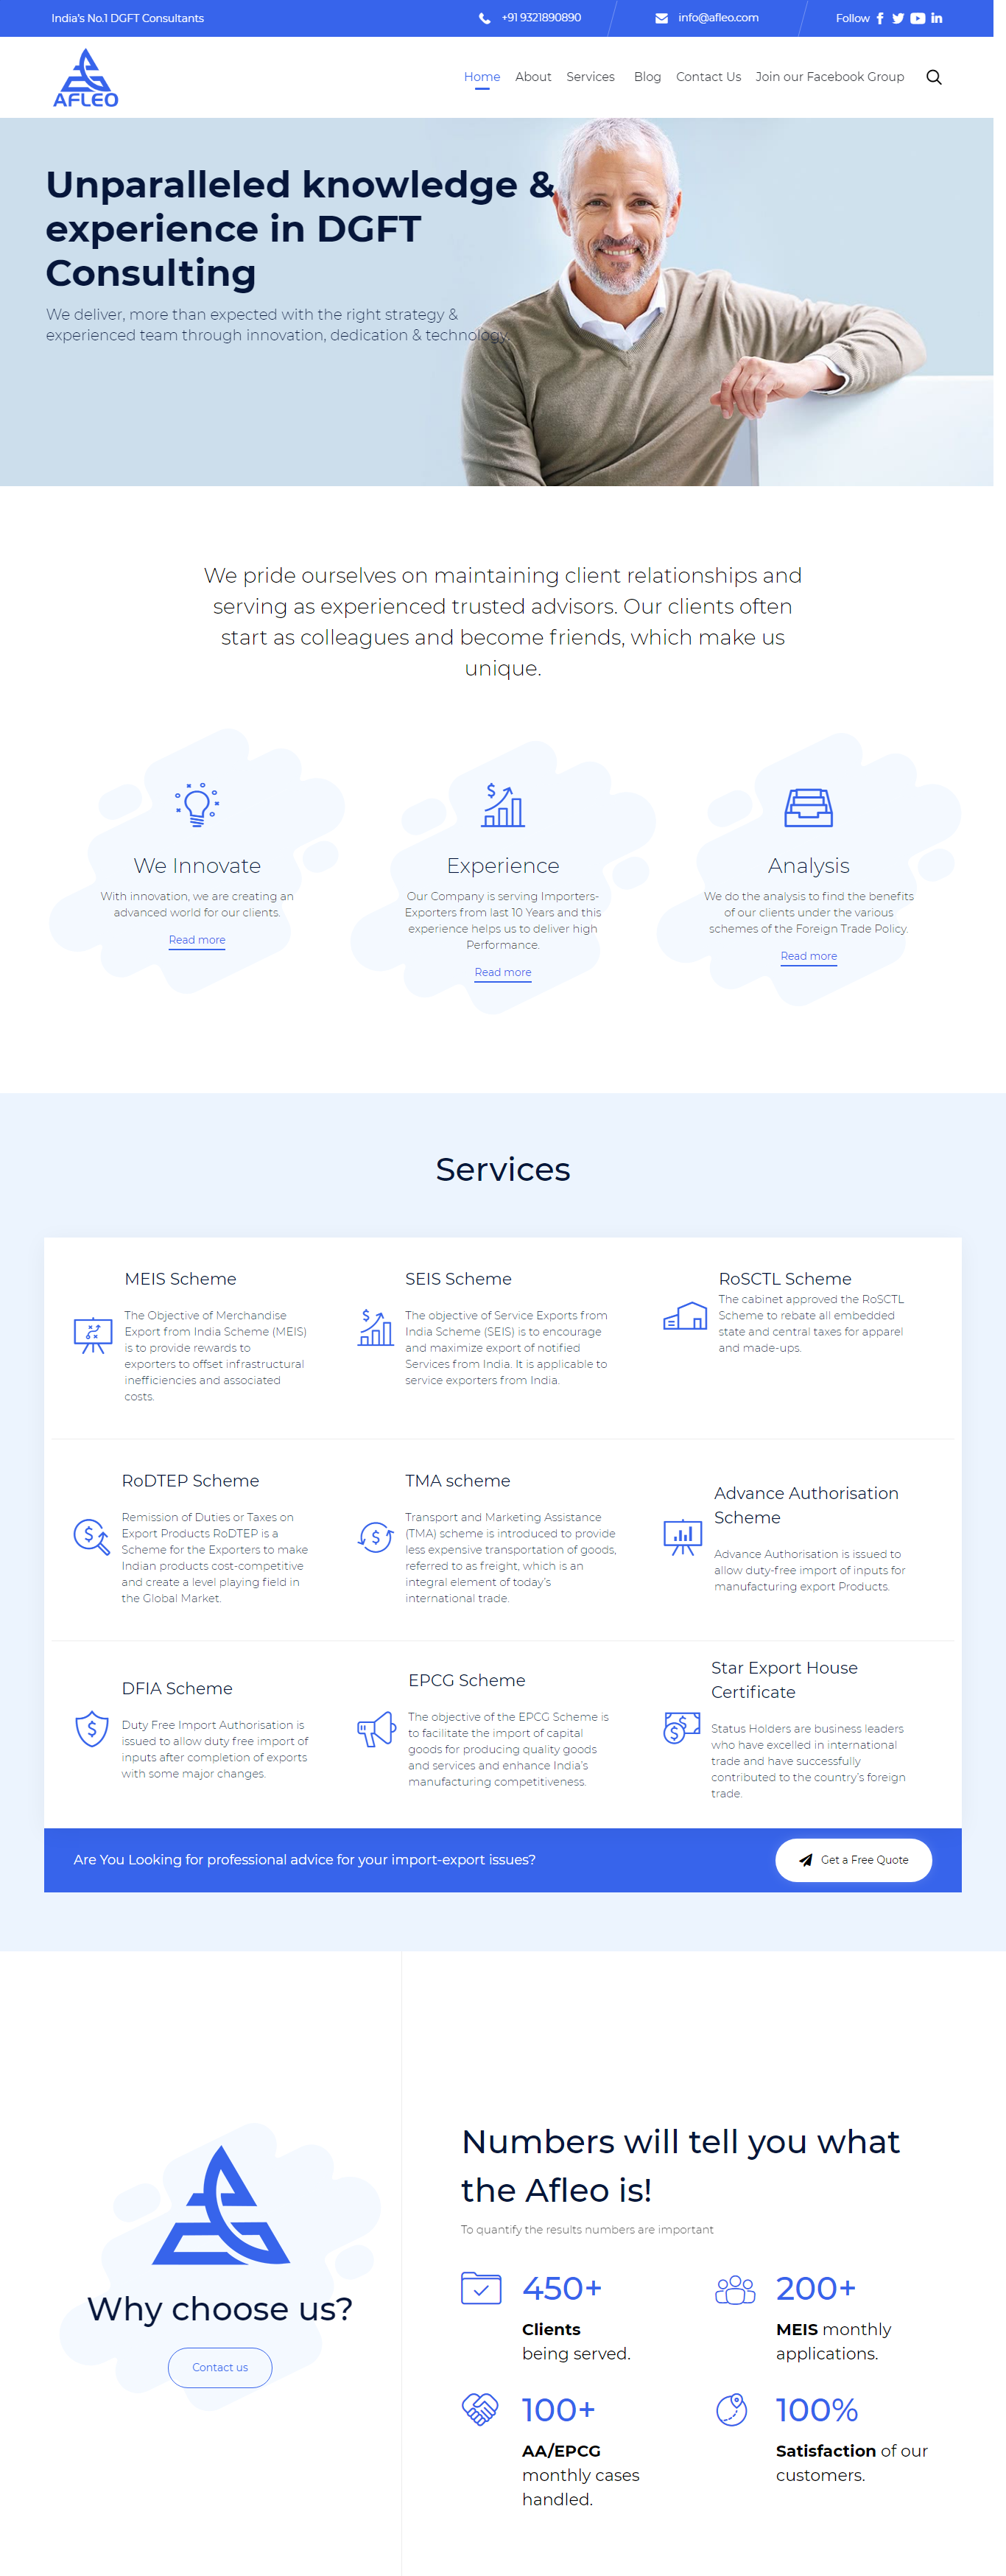 India's No.1 DGFT Consultants
+91 9321890890
info@afleo.com
Follow
AFLEO
Home About Services Blog Contact Us Join our Facebook Group
Unparalleled knowledge &
experience in DGFT
Consulting
We deliver, more than expected with the right strategy &
experienced team through innovation, dedication & technology.
We pride ourselves on maintaining client relationships and
serving as experienced trusted advisors. Our clients often
start as colleagues and become friends, which make us
unique.
We Innovate
With innovation, we are creating an
advanced world for our clients.
Read more
Experience
Our Company is serving Importers-
Exporters from last 10 Years and this
experience helps us to deliver high
Performance.
Read more
Analysis
We do the analysis to find the benefits
of our clients under the various
schemes of the Foreign Trade Policy.
Read more
Services
MEIS Scheme
The Objective of Merchandise
Export from India Scheme (MEIS)
is to provide rewards to
exporters to offset infrastructural
inefficiencies and associated
costs.
SEIS Scheme
The objective of Service Exports from
India Scheme (SEIS) is to encourage
and maximize export of notified
Services from India. It is applicable to
service exporters from India.
RoSCTL Scheme
The cabinet approved the RoSCTL
Scheme to rebate all embedded
state and central taxes for apparel
and made-ups.
RoDTEP Scheme
Remission of Duties or Taxes on
Export Products RoDTEP is a
Scheme for the Exporters to make
Indian products cost-competitive
and create a level playing field in
the Global Market.
TMA scheme
Transport and Marketing Assistance
(TMA) scheme is introduced to provide
less expensive transportation of goods,
referred to as freight, which is an
integral element of today's
international trade.
Advance Authorisation
Scheme
Advance Authorisation is issued to
allow duty-free import of inputs for
manufacturing export Products.
DFIA Scheme
Duty Free Import Authorisation is
issued to allow duty free import of
inputs after completion of exports
with some major changes.
EPCG Scheme
The objective of the EPCG Scheme is
to facilitate the import of capital
goods for producing quality goods
and services and enhance India's
manufacturing competitiveness.
Star Export House
Certificate
Status Holders are business leaders
who have excelled in international
trade and have successfully
contributed to the country's foreign
trade.
Are You Looking for professional advice for your import-export issues?
Get a Free Quote
Why choose us?
Contact us
Numbers will tell you what
the Afleo is!
To quantify the results numbers are important
450+
Clients
being served.
200+
MEIS monthly
applications.
100+
AA/EPCG
monthly cases
handled.
100%
Satisfaction of our
customers.